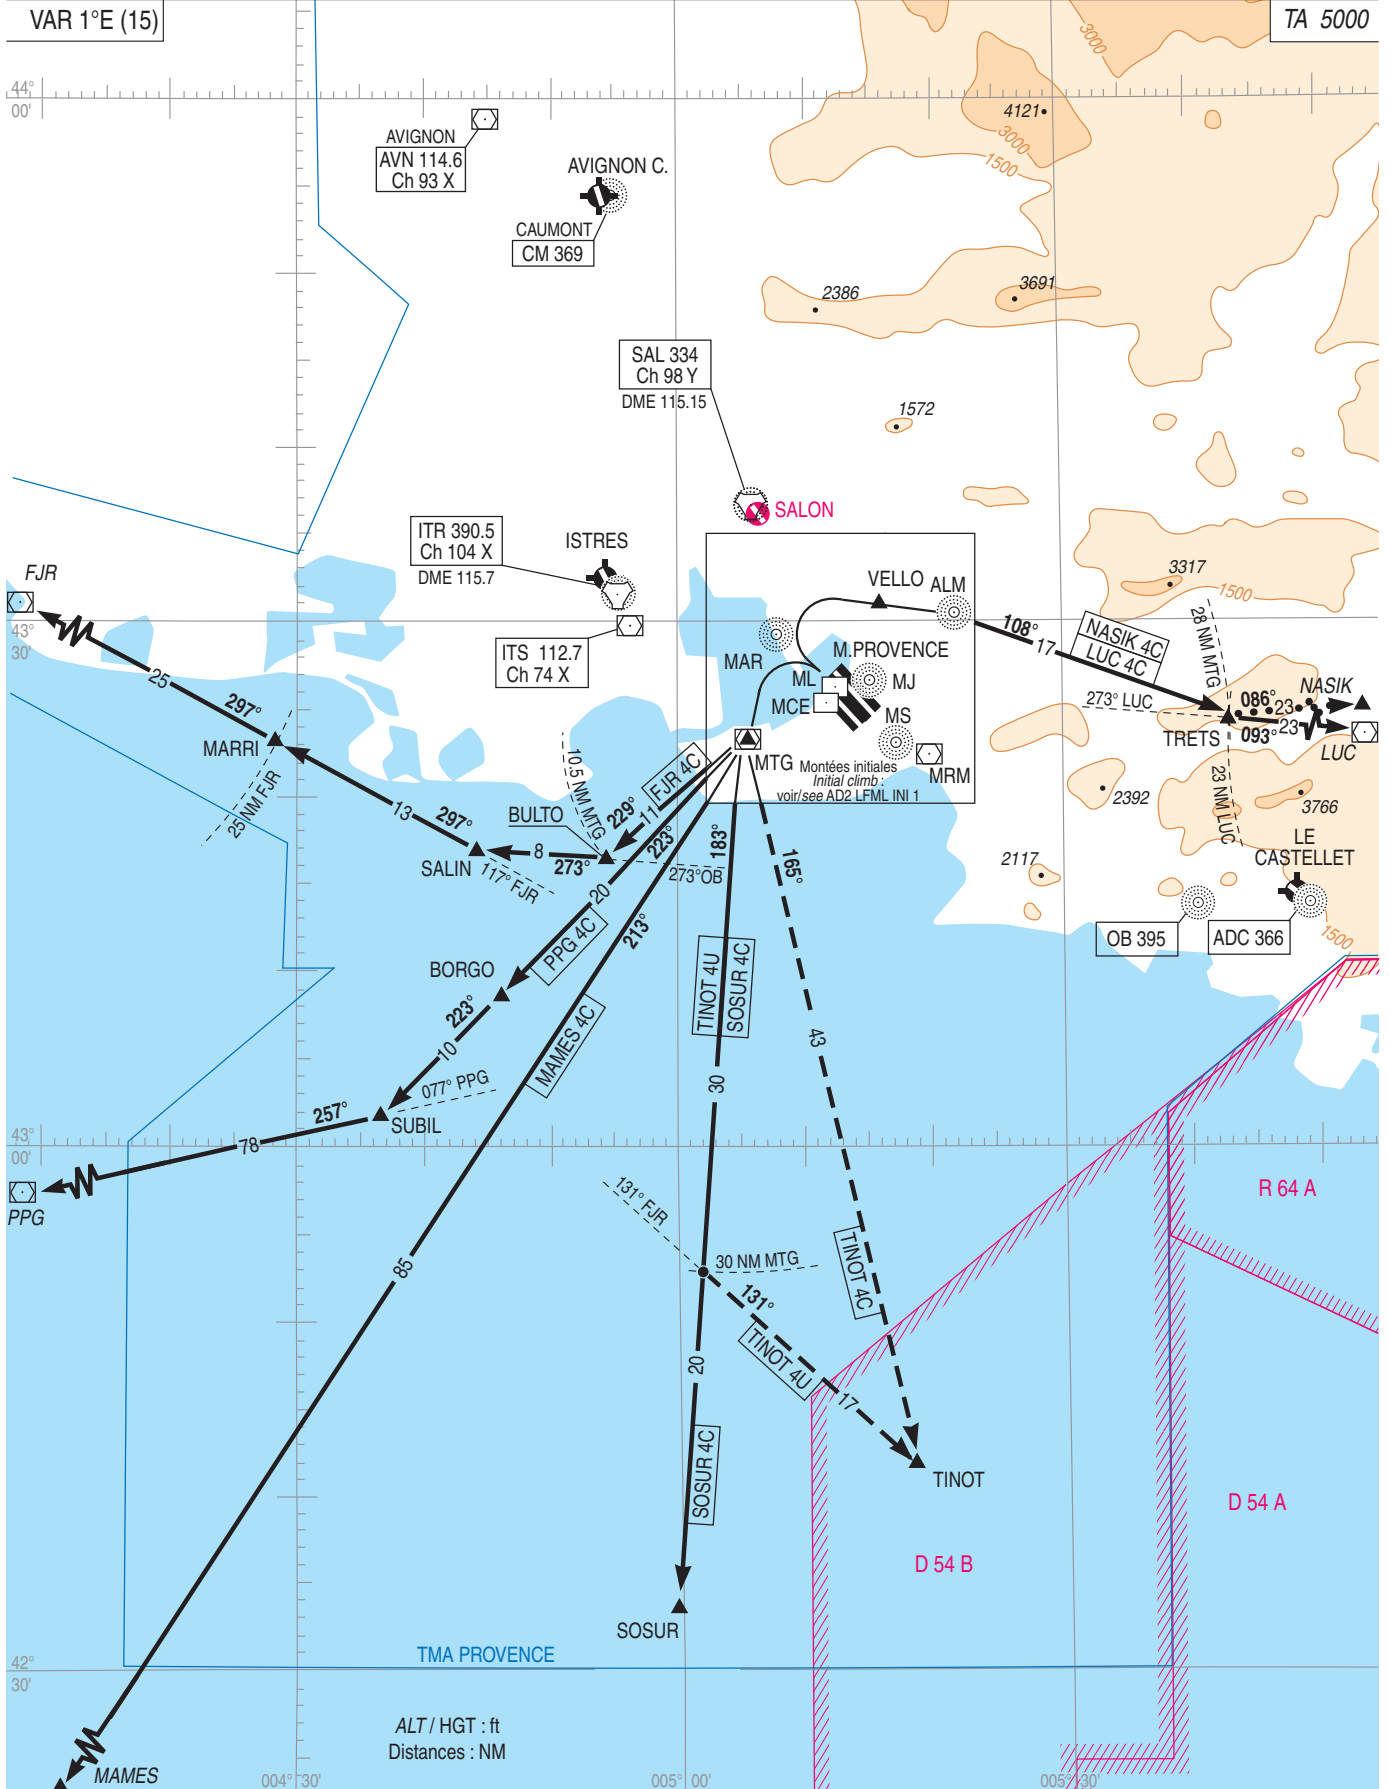 VAR 1°E (15)
TA 5000
3000
44°
00'
4121
3000
1500
AVIGNON
AVN 114.6
Ch 93 X
AVIGNON C.
CAUMONT
CM 369
2386
3691
SAL 334
Ch 98 Y
DME 115.15
1572
SALON
ITR 390.5
Ch 104 X
DME 115.7
ISTRES
3317
1500
FJR
VELLO
ALM
43°
30'
ITS 112.7
Ch 74 X
MAR
M.PROVENCE
ML
MJ
MCE
MS
MTG
MRM
Montées initiales
Initial climb :
voir/see AD2 LFML INI 1
108°
17
NASIK 4C
LUC 4C
28 NM MTG
273° LUC
086°
23
NASIK
TRETS
093°
23
LUC
23 NM LUC
25
297°
MARRI
25 NM FJR
13
297°
SALIN
117° FJR
10.5 NM MTG
BULTO
8
273°
273°OB
229°
11
FJR 4C
223°
20
PPG 4C
213°
183°
165°
2392
3766
2117
LE
CASTELLET
OB 395
ADC 366
1500
BORGO
223°
10
MAMES 4C
TINOT 4U
SOSUR 4C
43
30
077° PPG
SUBIL
257°
78
43°
00'
PPG
R 64 A
131° FJR
30 NM MTG
85
131°
TINOT 4C
TINOT 4U
17
20
SOSUR 4C
TINOT
D 54 A
D 54 B
SOSUR
TMA PROVENCE
42°
30'
ALT / HGT : ft
Distances : NM
MAMES
004° 30'
005° 00'
005° 30'